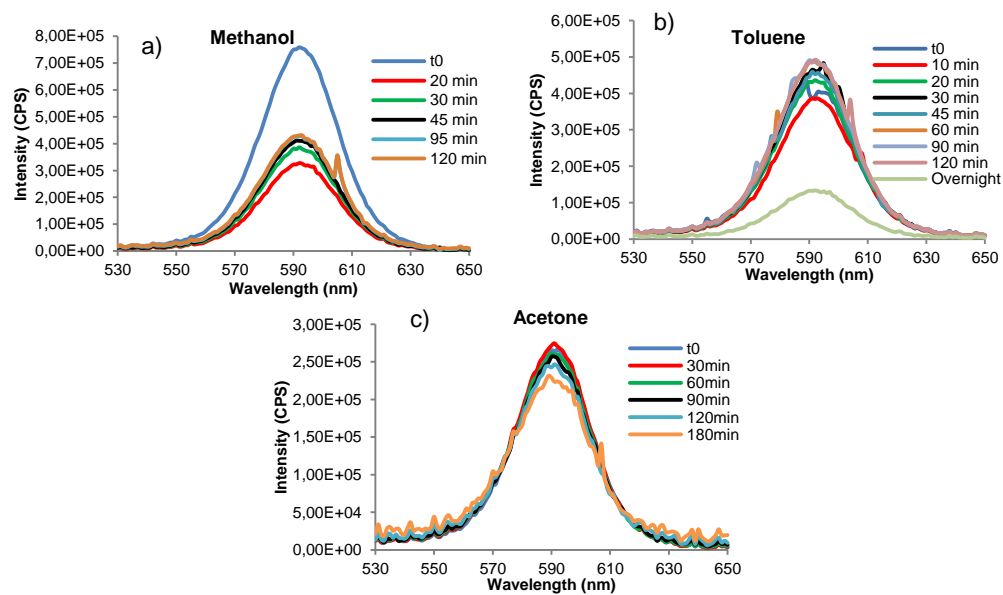 a)
Methanol
8,00E+05
7,00E+05
6,00E+05
5,00E+05
4,00E+05
3,00E+05
2,00E+05
1,00E+05
0,00E+00
Intensity (CPS)
530 550 570 590 610 630 650
Wavelength (nm)
t0
20 min
30 min
45 min
95 min
120 min
b)
Toluene
6,00E+05
5,00E+05
4,00E+05
3,00E+05
2,00E+05
1,00E+05
0,00E+00
Intensity (CPS)
530 550 570 590 610 630 650
Wavelength (nm)
t0
10 min
20 min
30 min
45 min
60 min
90 min
120 min
Overnight
c)
Acetone
3,00E+05
2,50E+05
2,00E+05
1,50E+05
1,00E+05
5,00E+04
0,00E+00
Intensity (CPS)
530 550 570 590 610 630 650
Wavelength (nm)
t0
30min
60min
90min
120min
180min